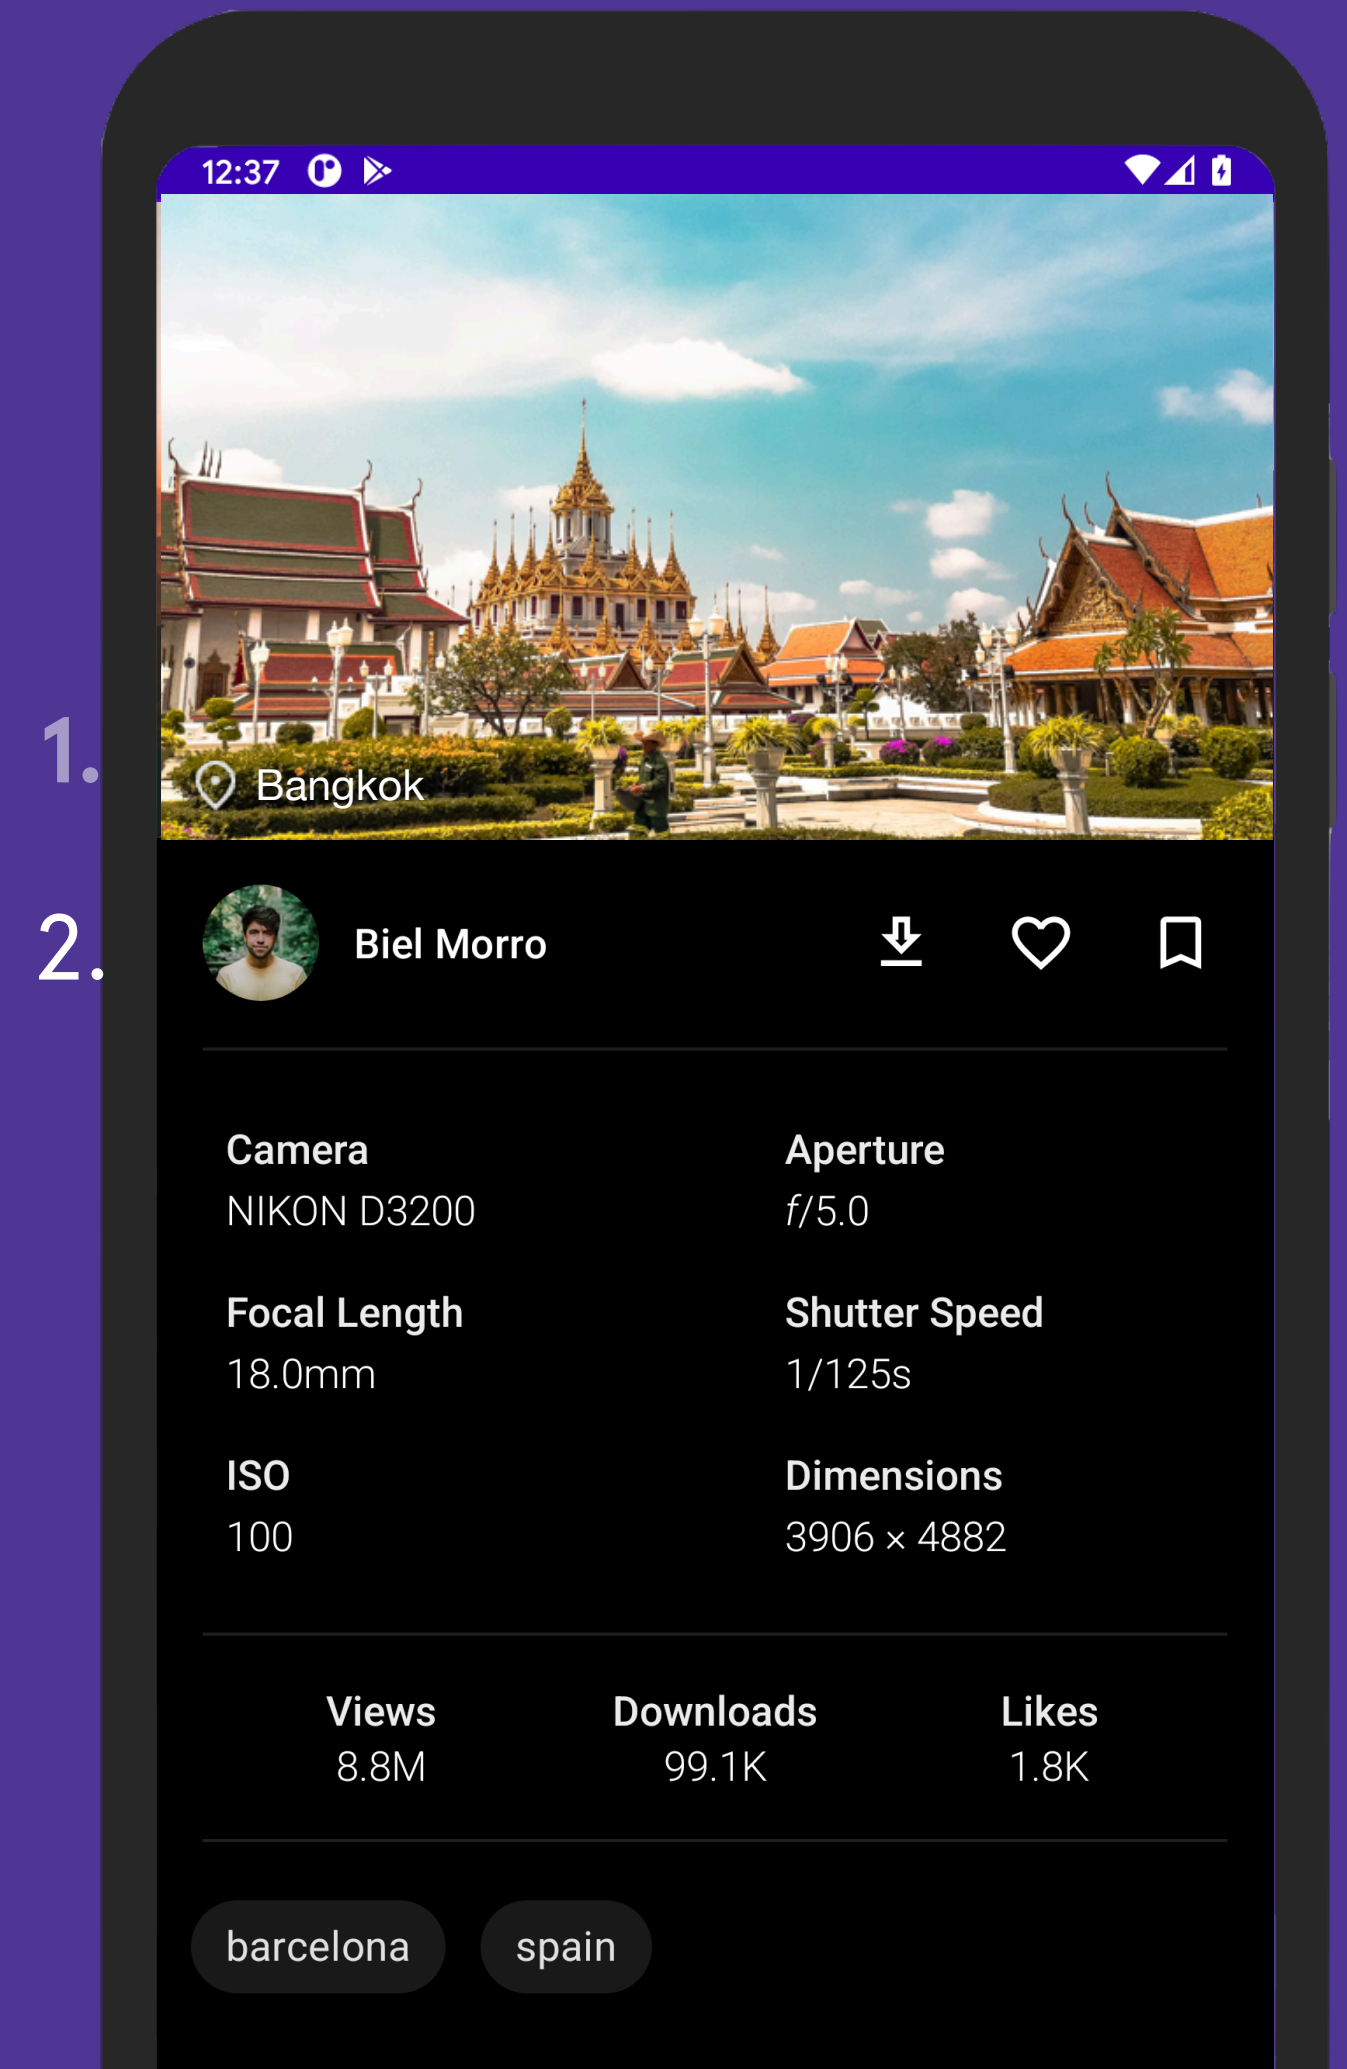 12:37
1.
Bangkok
2.
Biel Morro
Camera
NIKON D3200
Aperture
f/5.0
Focal Length
18.0mm
Shutter Speed
1/125s
ISO
100
Dimensions
3906 × 4882
Views
8.8M
Downloads
99.1K
Likes
1.8K
barcelona
spain